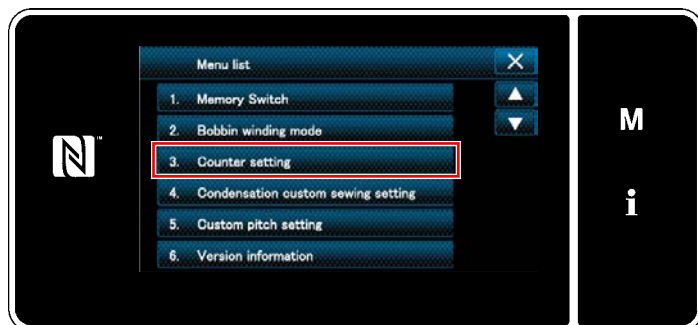 Menu list
1. Memory Switch
2. Bobbin winding mode
3. Counter setting
4. Condensation custom sewing setting
5. Custom pitch setting
6. Version information
M
i